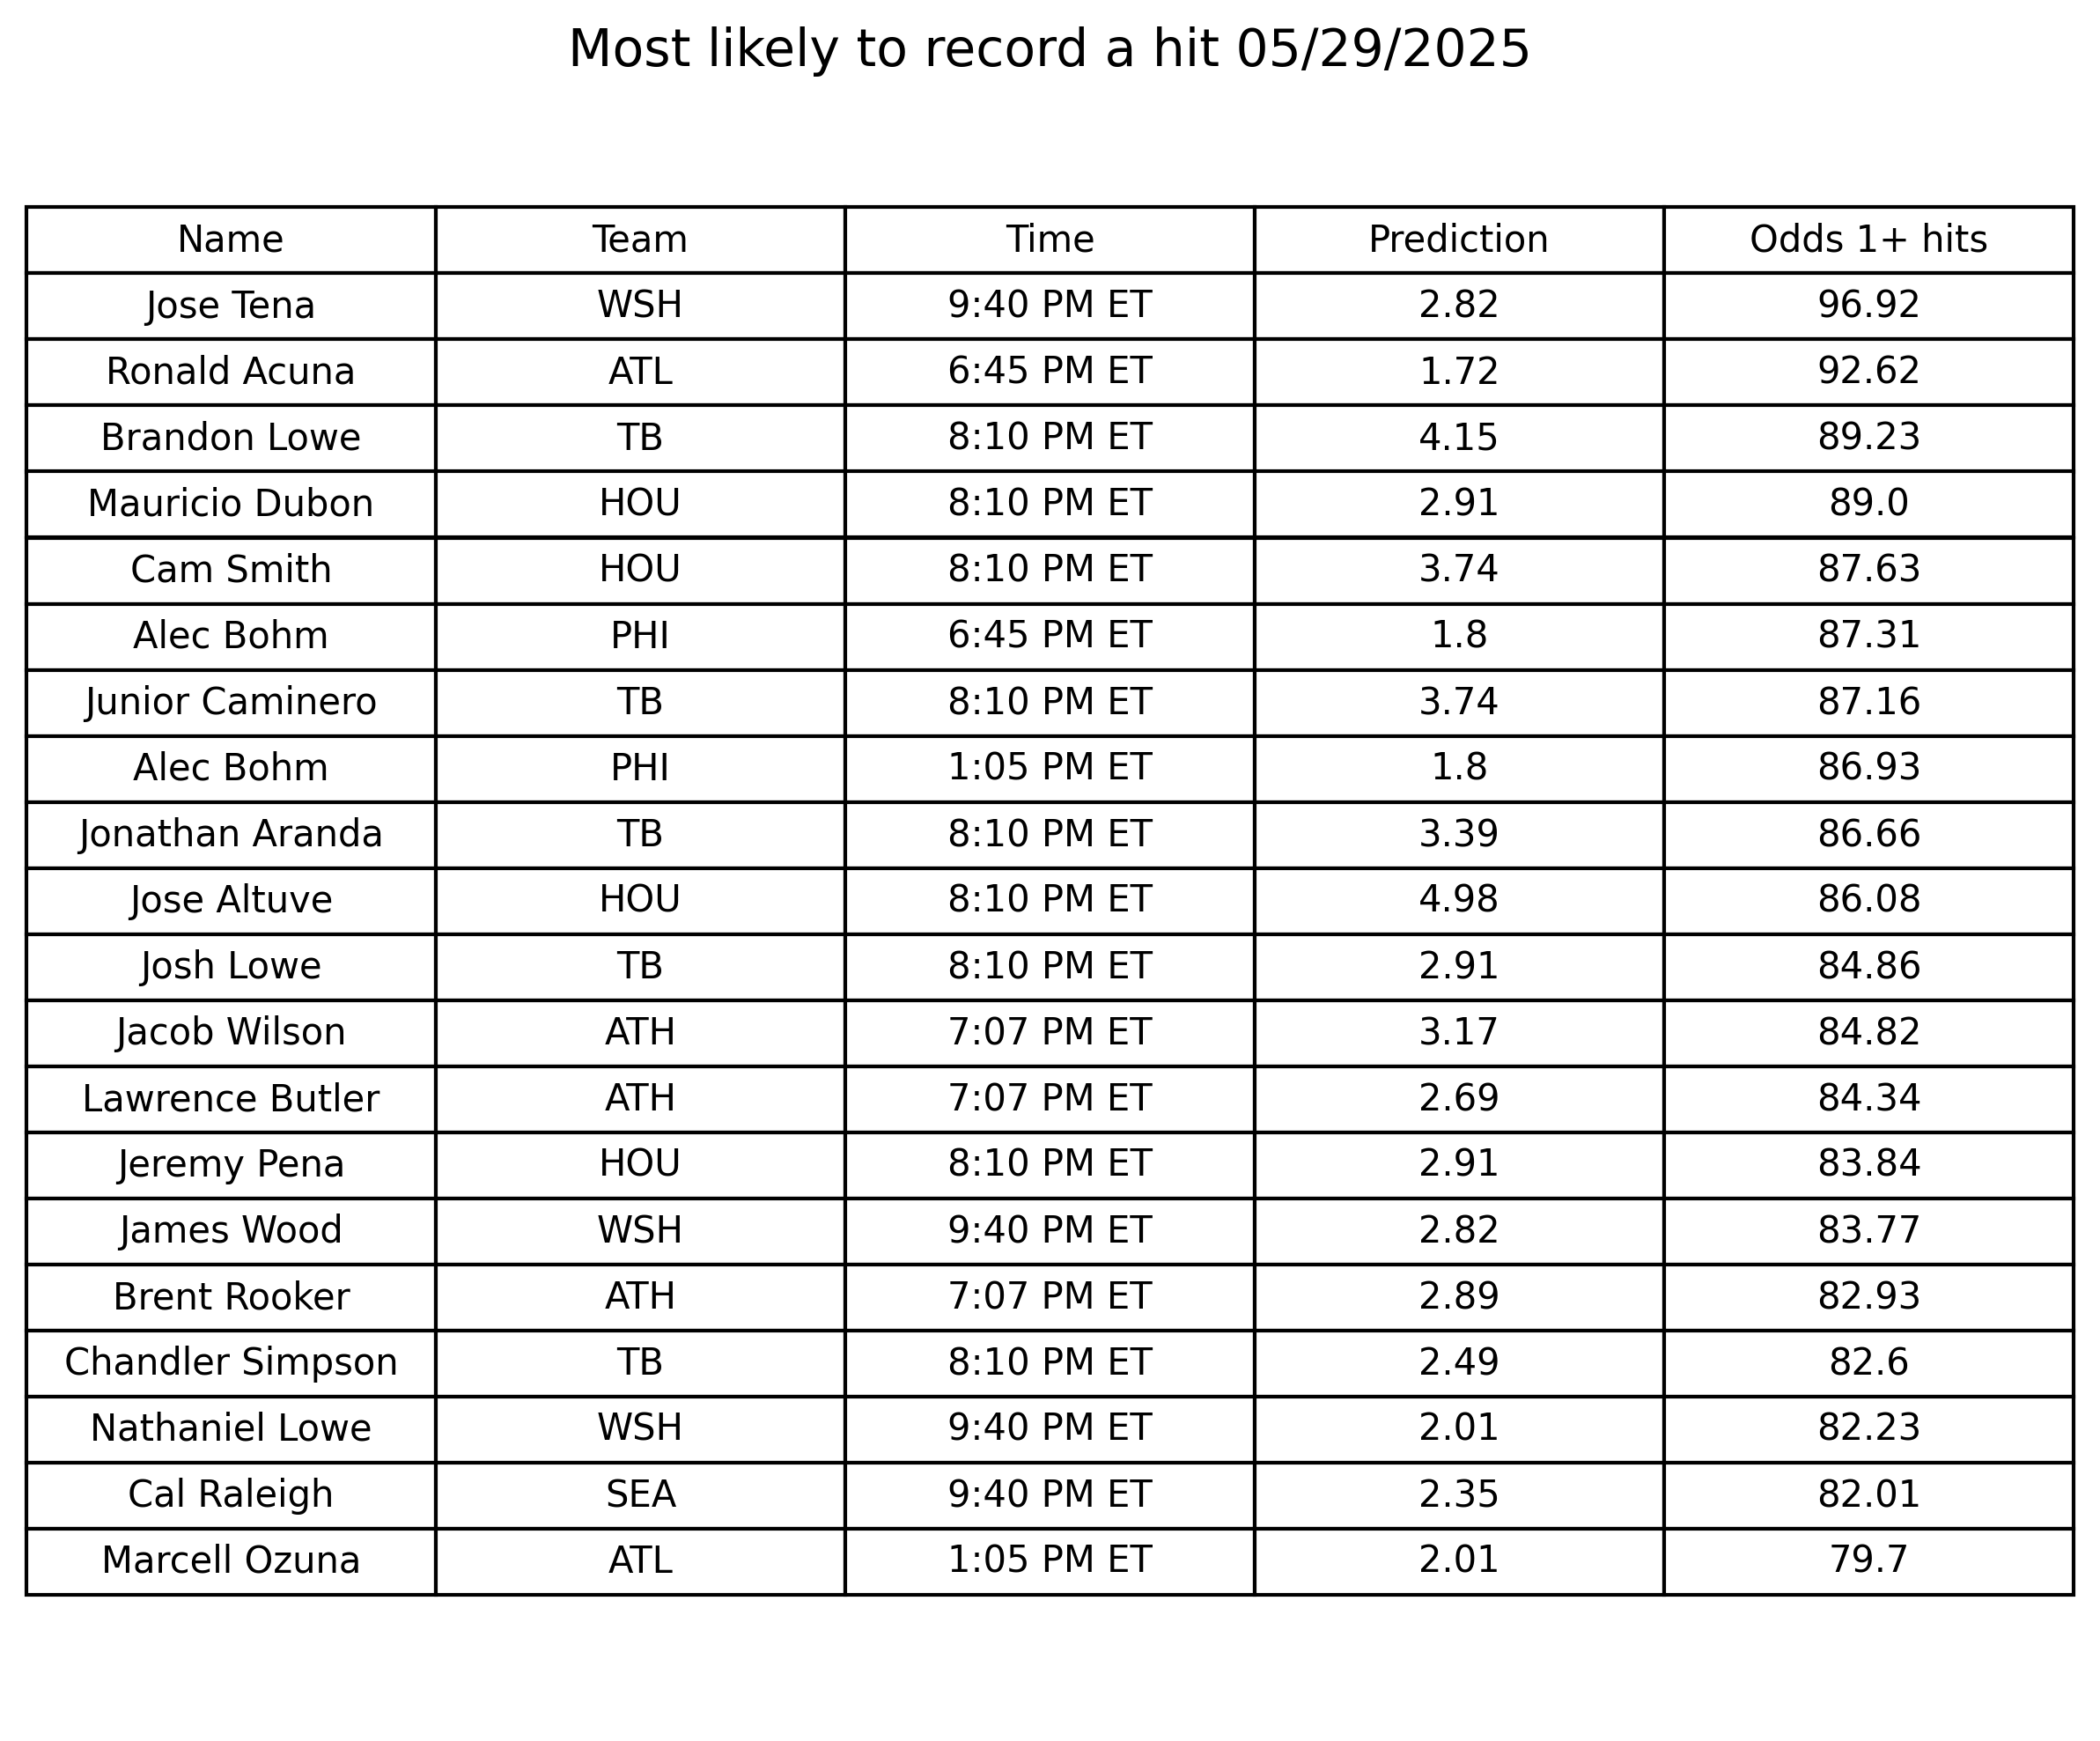 Most likely to record a hit 05/29/2025
Name Team Time Prediction Odds 1+ hits
Jose Tena WSH 9:40 PM ET 2.82 96.92
Ronald Acuna ATL 6:45 PM ET 1.72 92.62
Brandon Lowe TB 8:10 PM ET 4.15 89.23
Mauricio Dubon HOU 8:10 PM ET 2.91 89.0
Cam Smith HOU 8:10 PM ET 3.74 87.63
Alec Bohm PHI 6:45 PM ET 1.8 87.31
Junior Caminero TB 8:10 PM ET 3.74 87.16
Alec Bohm PHI 1:05 PM ET 1.8 86.93
Jonathan Aranda TB 8:10 PM ET 3.39 86.66
Jose Altuve HOU 8:10 PM ET 4.98 86.08
Josh Lowe TB 8:10 PM ET 2.91 84.86
Jacob Wilson ATH 7:07 PM ET 3.17 84.82
Lawrence Butler ATH 7:07 PM ET 2.69 84.34
Jeremy Pena HOU 8:10 PM ET 2.91 83.84
James Wood WSH 9:40 PM ET 2.82 83.77
Brent Rooker ATH 7:07 PM ET 2.89 82.93
Chandler Simpson TB 8:10 PM ET 2.49 82.6
Nathaniel Lowe WSH 9:40 PM ET 2.01 82.23
Cal Raleigh SEA 9:40 PM ET 2.35 82.01
Marcell Ozuna ATL 1:05 PM ET 2.01 79.7